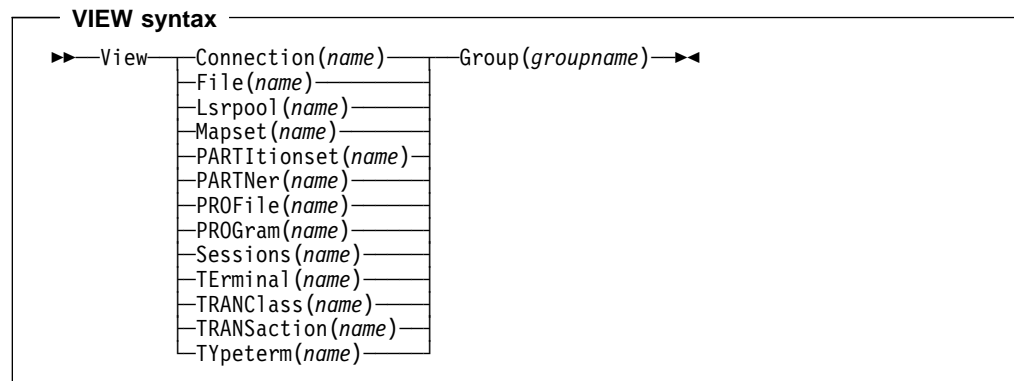 VIEW syntax
►►──View──┬─Connection(name)────┬──Group(groupname)─►◄
├─File(name)──────────┤
├─Lsrpool(name)───────┤
├─Mapset(name)────────┤
├─PARTItionset(name)─┤
├─PARTNer(name)───────┤
├─PROFile(name)───────┤
├─PROGram(name)───────┤
├─Sessions(name)──────┤
├─TErminal(name)──────┤
├─TRANClass(name)─────┤
├─TRANSaction(name)──┤
└─TYpeterm(name)──────┘